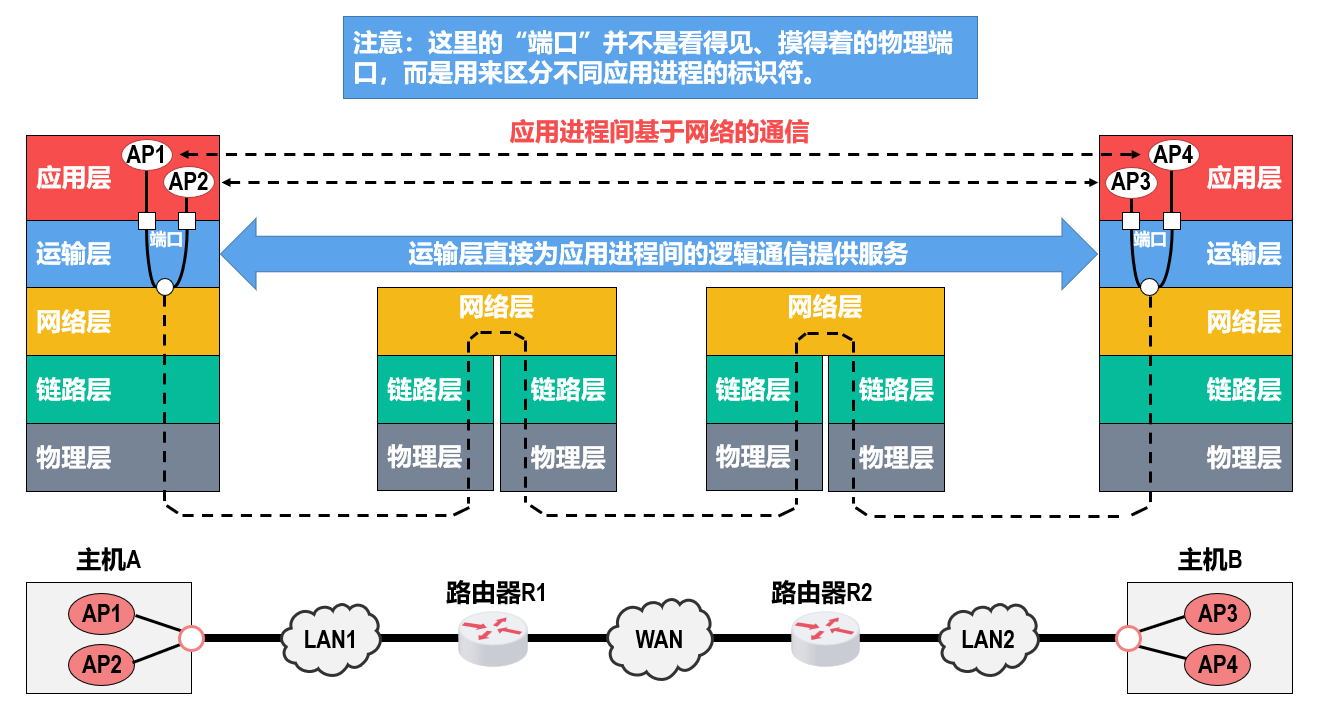 注意：这里的“端口”并不是看得见、摸得着的物理端
口，而是用来区分不同应用进程的标识符。
应用进程间基于网络的通信
应用层
AP1
AP2
AP4
AP3
应用层
运输层
端口
运输层直接为应用进程间的逻辑通信提供服务
端口
运输层
网络层
网络层
网络层
网络层
链路层
链路层
链路层
链路层
链路层
链路层
物理层
物理层
物理层
物理层
物理层
物理层
主机A
主机B
路由器R1
路由器R2
AP1
AP2
LAN1
WAN
LAN2
AP3
AP4